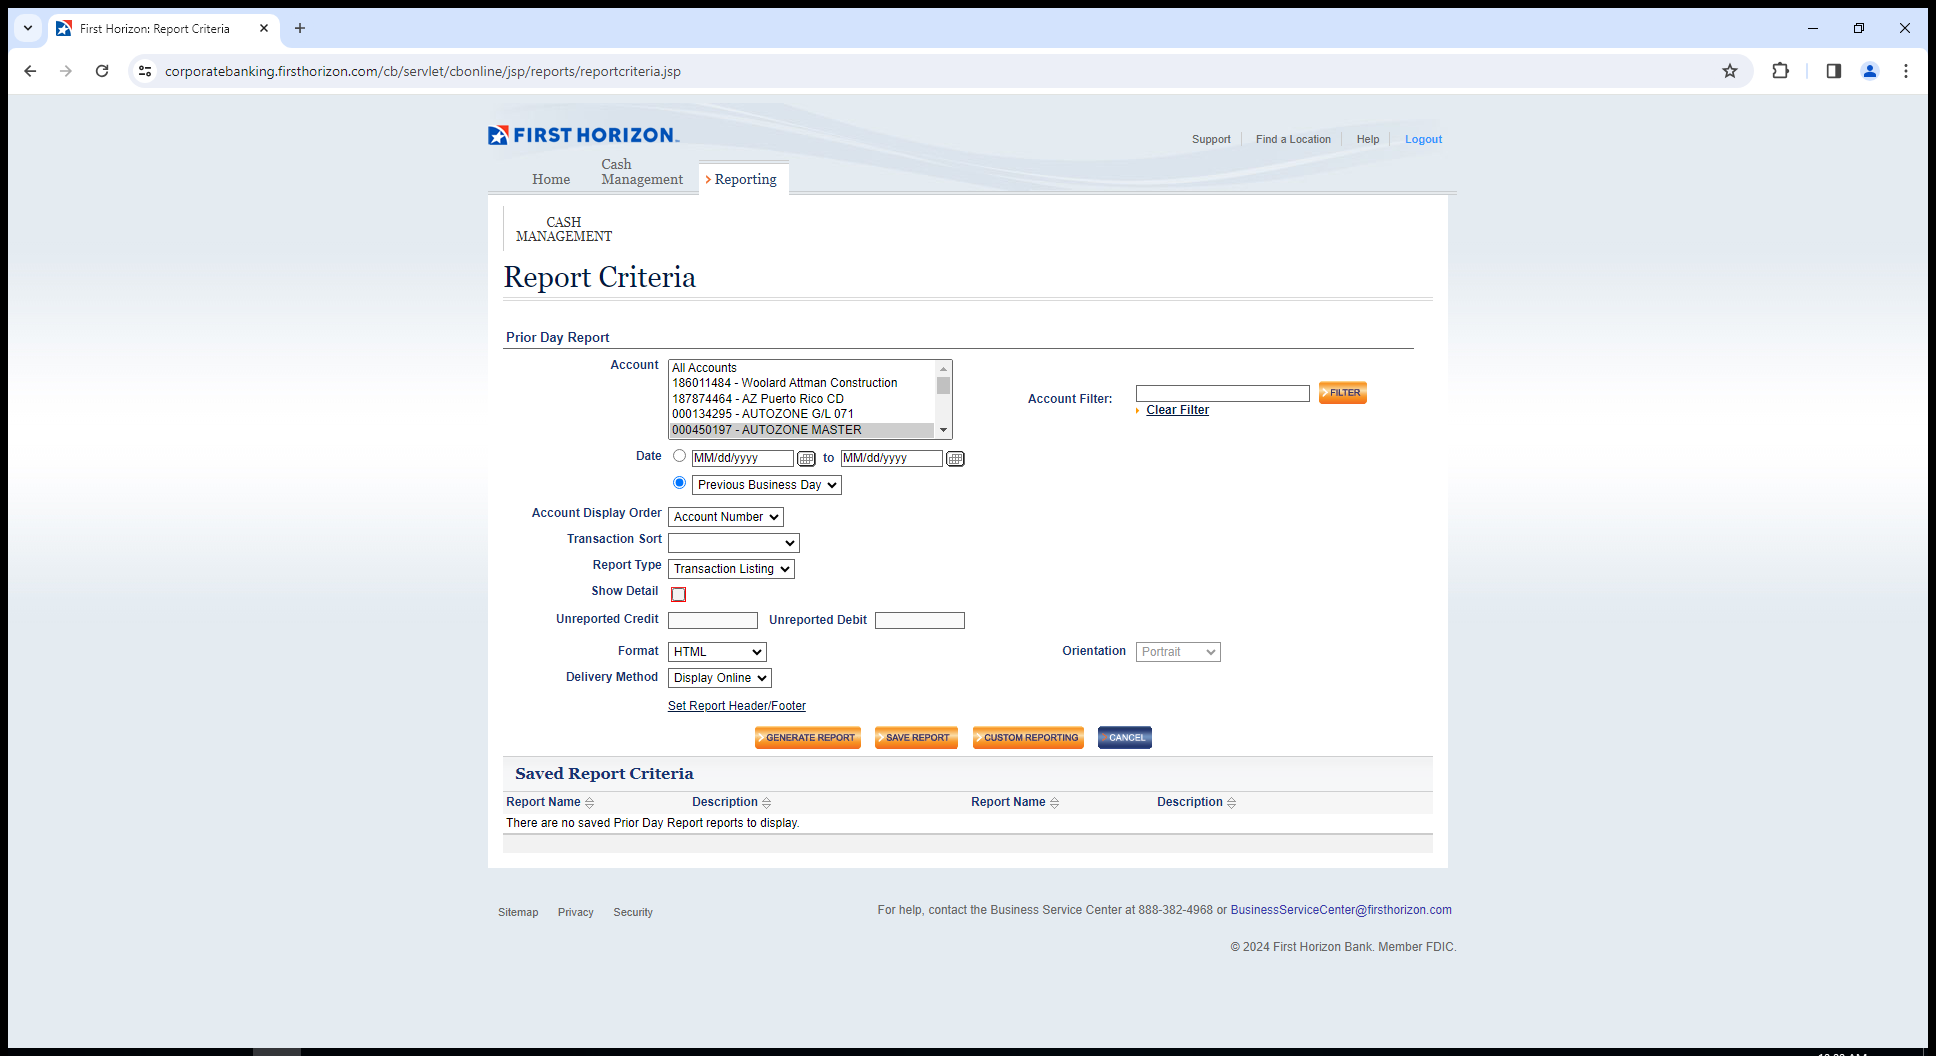 First Horizon: Report Criteria
corporatebanking.firsthorizon.com/cb/servlet/cbonline/jsp/reports/reportcriteria.jsp
FIRST HORIZON
Support
Find a Location
Help
Logout
Home
Cash
Management
Reporting
CASH
MANAGEMENT
Report Criteria
Prior Day Report
Account
All Accounts
186011484 - Woolard Attman Construction
187874464 - AZ Puerto Rico CD
000134295 - AUTOZONE G/L 071
000450197 - AUTOZONE MASTER
Account Filter:
FILTER
Clear Filter
Date
MM/dd/yyyy
to
MM/dd/yyyy
Previous Business Day
Account Display Order
Account Number
Transaction Sort
Report Type
Transaction Listing
Show Detail
Unreported Credit
Unreported Debit
Format
HTML
Orientation
Portrait
Delivery Method
Display Online
Set Report Header/Footer
GENERATE REPORT
SAVE REPORT
CUSTOM REPORTING
CANCEL
Saved Report Criteria
Report Name
Description
Report Name
Description
There are no saved Prior Day Report reports to display.
Sitemap
Privacy
Security
For help, contact the Business Service Center at 888-382-4968 or BusinessServiceCenter@firsthorizon.com
© 2024 First Horizon Bank. Member FDIC.